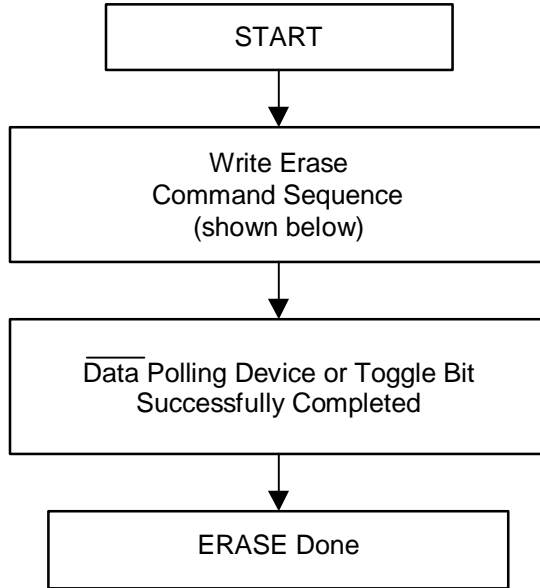 START
Write Erase
Command Sequence
(shown below)
Data Polling Device or Toggle Bit
Successfully Completed
ERASE Done